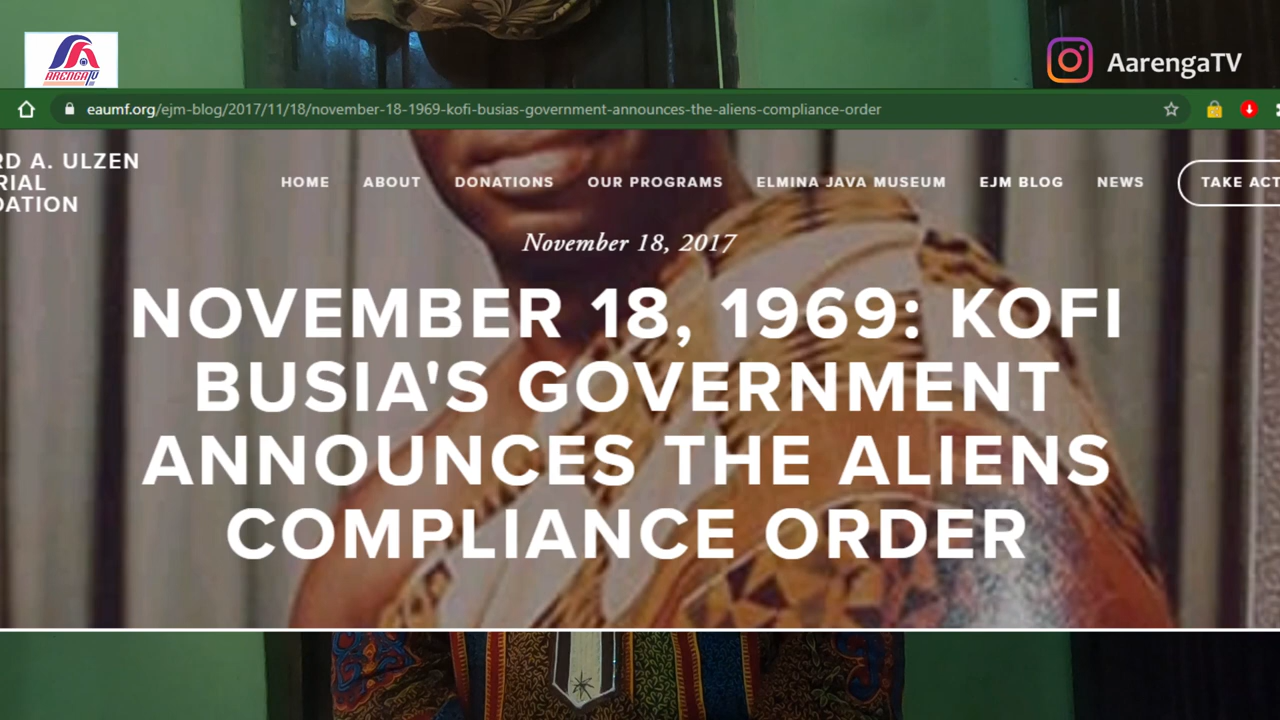 ARENGATV
AarengaTV
eaumf.org/ejm-blog/2017/11/18/november-18-1969-kofi-busias-government-announces-the-aliens-compliance-order
RD A. ULZEN
RIAL
DATION
HOME ABOUT DONATIONS OUR PROGRAMS ELMINA JAVA MUSEUM EJM BLOG NEWS TAKE ACT
November 18, 2017
NOVEMBER 18, 1969: KOFI
BUSIA'S GOVERNMENT
ANNOUNCES THE ALIENS
COMPLIANCE ORDER